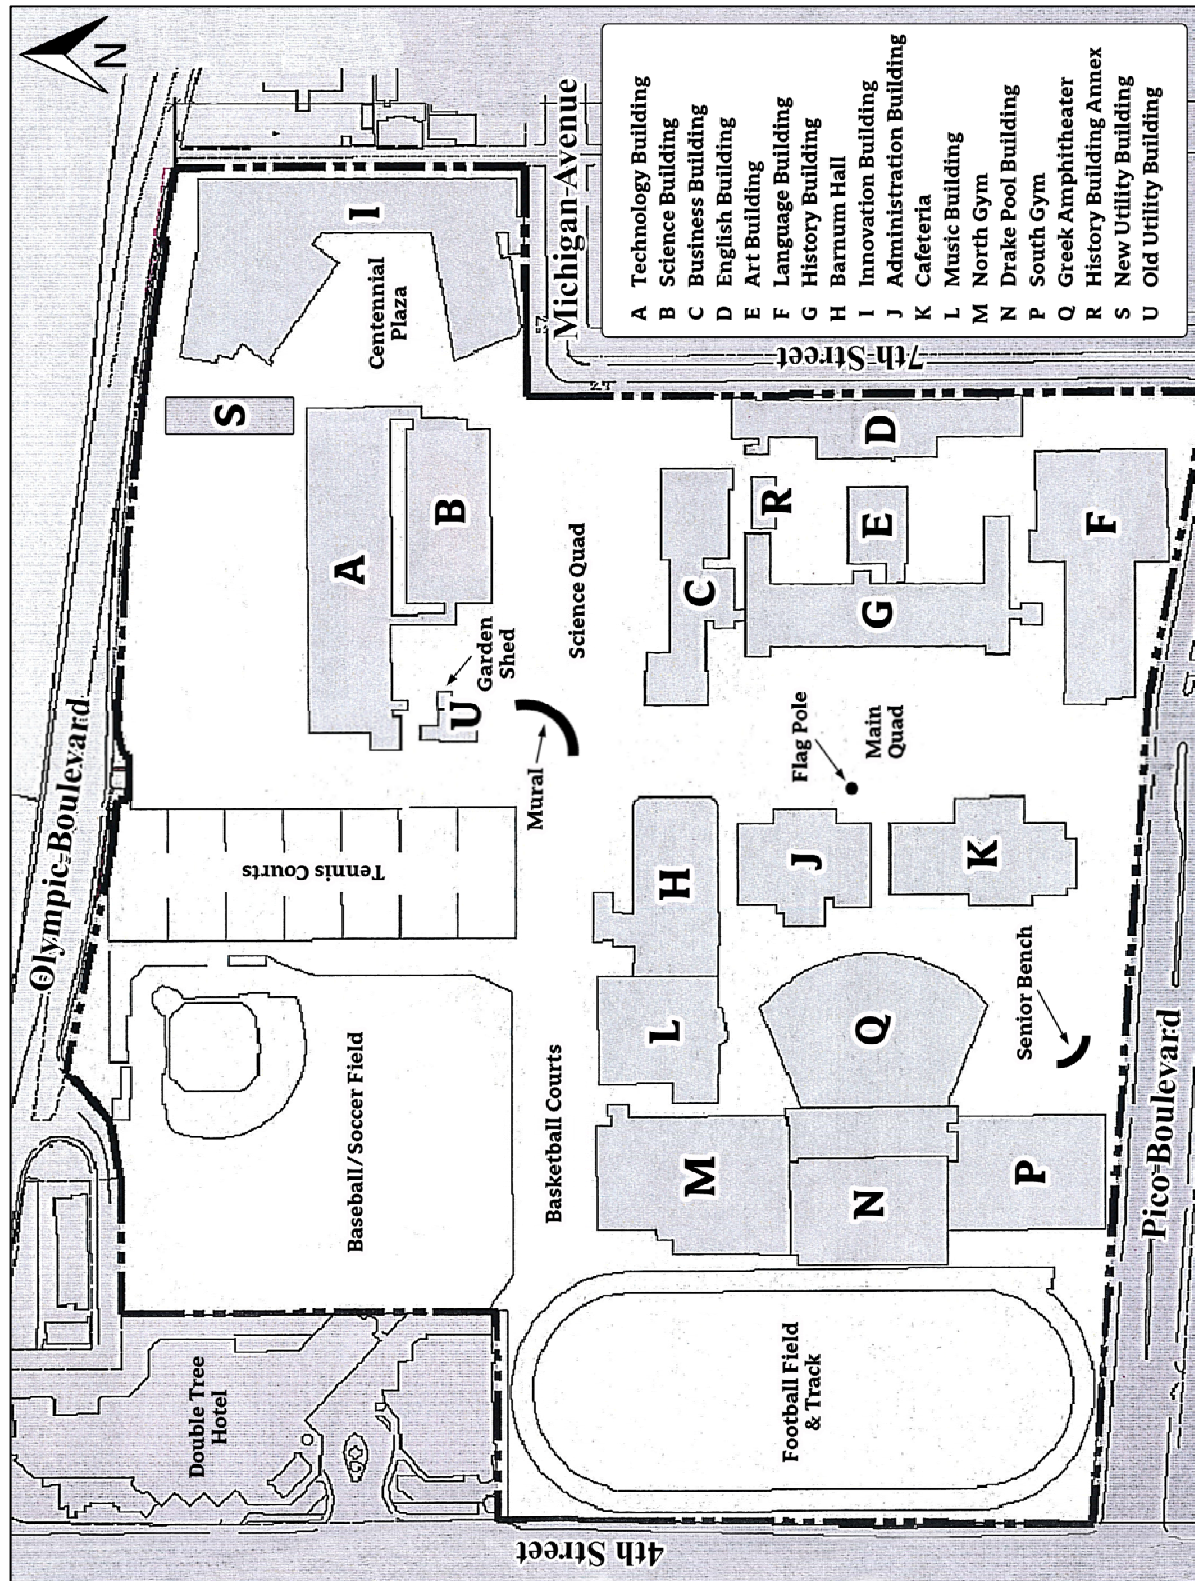 N
Olympic Boulevard
Michigan Avenue
7th Street
Pico Boulevard
4th Street
A Technology Building
B Science Building
C Business Building
D English Building
E Art Building
F Language Building
G History Building
H Barnum Hall
I Innovation Building
J Administration Building
K Cafeteria
L Music Building
M North Gym
N Drake Pool Building
P South Gym
Q Greek Amphitheater
R History Building Annex
S New Utility Building
U Old Utility Building
Double Tree
Hotel
Baseball/Soccer Field
Tennis Courts
S
I
Centennial
Plaza
A
B
U
Garden
Shed
Mural
Science Quad
Basketball Courts
M
L
H
C
R
D
Football Field
& Track
N
Q
J
Flag Pole
Main
Quad
G
E
P
Senior Bench
K
F